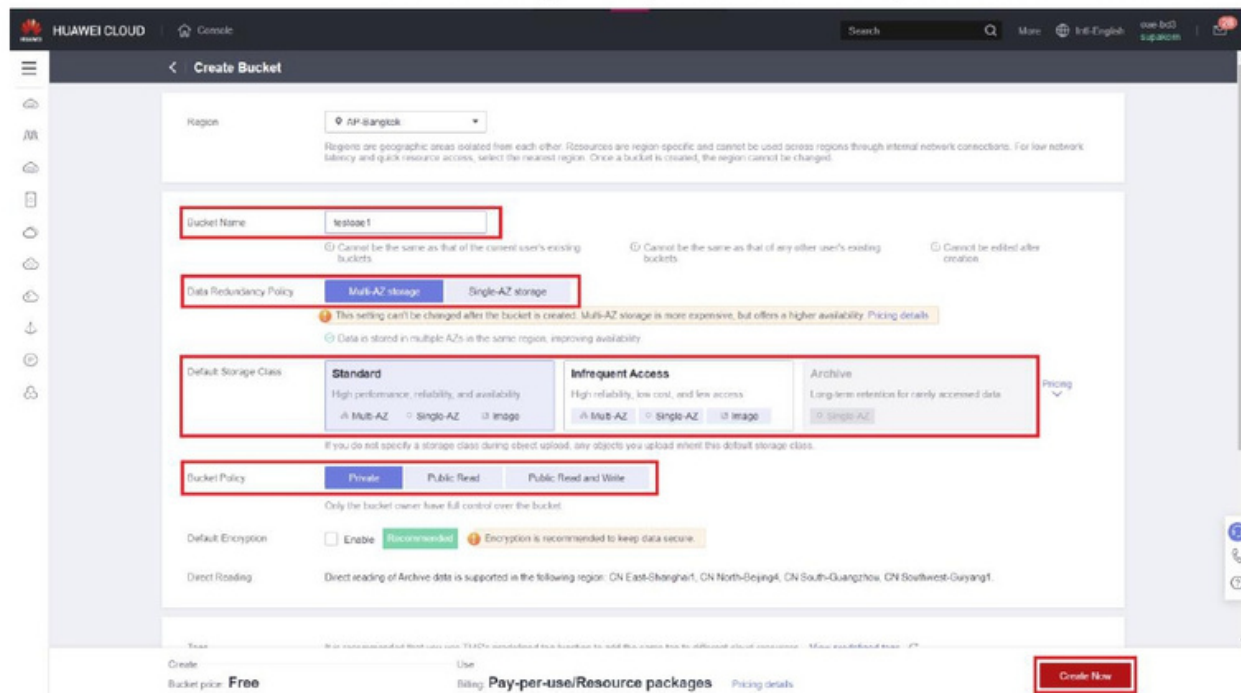 HUAWEI
HUAWEI CLOUD
Console
Search
More
Intl-English
supakorn
Create Bucket
Region
AP-Bangkok
Regions are geographic areas isolated from each other. Resources are region specific and cannot be used across regions through internal network connections. For low network
latency and quick resource access, select the nearest region. Once a bucket is created, the region cannot be changed.
Bucket Name
Cannot be the same as that of the current user's existing
buckets
Cannot be the same as that of any other user's existing
buckets
Cannot be edited after
creation
Data Redundancy Policy
Multi-AZ storage
Single-AZ storage
This setting can't be changed after the bucket is created. Multi-AZ storage is more expensive, but offers a higher availability. Pricing details
Data is stored in multiple AZs in the same region, improving availability
Default Storage Class
Standard
High performance, reliability, and availability
Multi-AZ Single-AZ Image
Infrequent Access
High reliability, low cost, and few access
Multi-AZ Single-AZ Image
Archive
Long-term retention for rarely accessed data
Single-AZ
Pricing
If you do not specify a storage class during object upload, any objects you upload inherit this default storage class.
Bucket Policy
Private
Public Read
Public Read and Write
Only the bucket owner have full control over the bucket.
Default Encryption
Enable
Recommended
Encryption is recommended to keep data secure.
Direct Reading
Direct reading of Archive data is supported in the following region: CN East-Shanghai1, CN North-Beijing4, CN South-Guangzhou, CN Southwest-Guiyang1.
Create
Bucket price: Free
Use
Billing: Pay-per-use/Resource packages Pricing details
Create Now